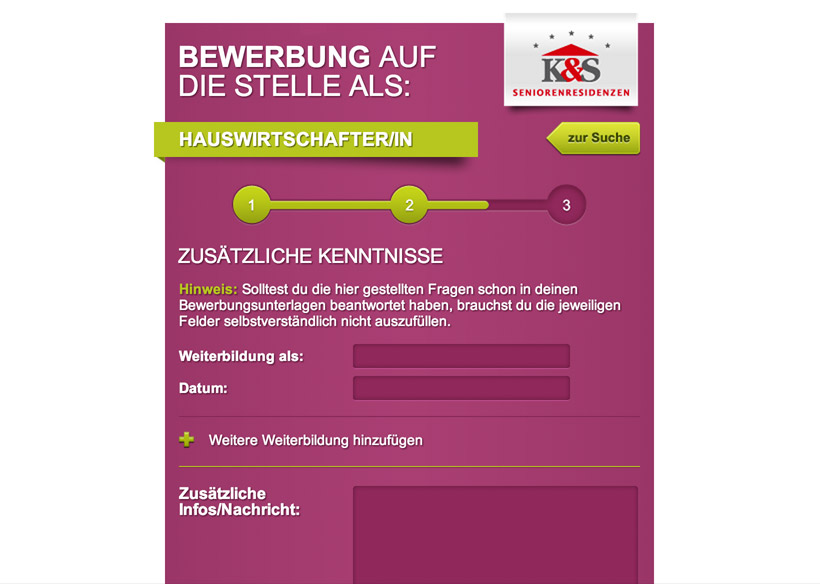 BEWERBUNG AUF
DIE STELLE ALS:
K&S
SENIORENRESIDENZEN
HAUSWIRTSCHAFTER/IN
zur Suche
1 2 3
ZUSÄTZLICHE KENNTNISSE
Hinweis: Solltest du die hier gestellten Fragen schon in deinen
Bewerbungsunterlagen beantwortet haben, brauchst du die jeweiligen
Felder selbstverständlich nicht auszufüllen.
Weiterbildung als:
Datum:
Weitere Weiterbildung hinzufügen
Zusätzliche
Infos/Nachricht: